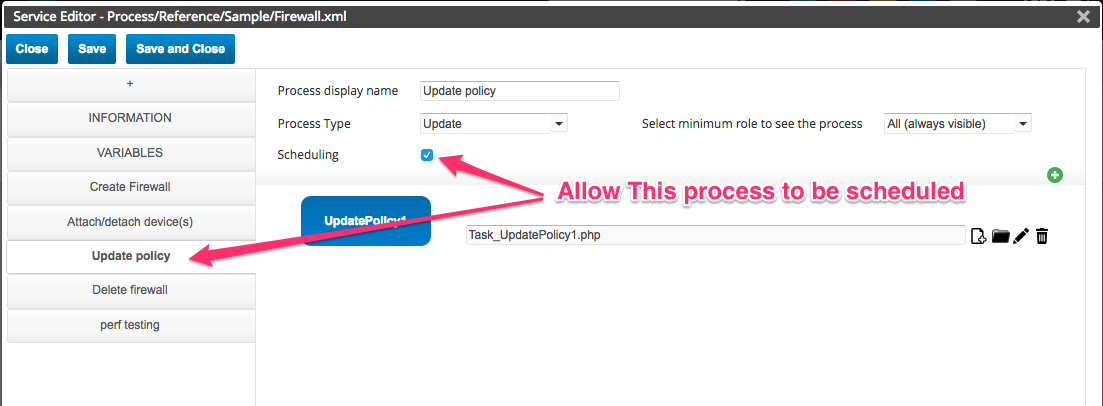 Service Editor - Process/Reference/Sample/Firewall.xml
Close Save Save and Close
+
INFORMATION
VARIABLES
Create Firewall
Attach/detach device(s)
Update policy
Delete firewall
perf testing
Process display name Update policy
Process Type Update Select minimum role to see the process All (always visible)
Scheduling
Allow This process to be scheduled
UpdatePolicy1
Task_UpdatePolicy1.php